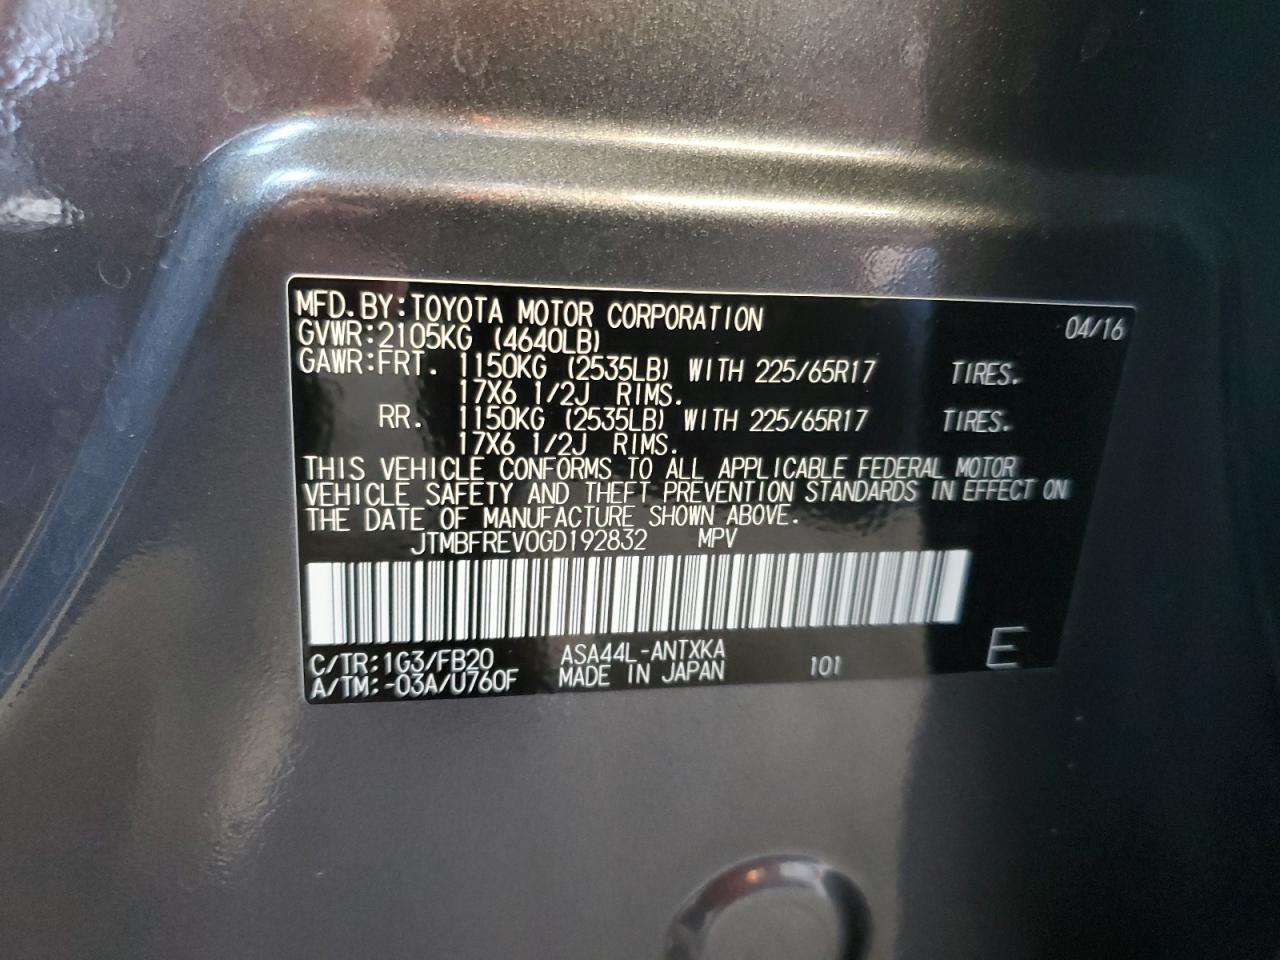 MFD.BY:TOYOTA MOTOR CORPORATION 04/16
GVWR:2105KG (4640LB)
GAWR:FRT. 1150KG (2535LB) WITH 225/65R17 TIRES.
17X6 1/2J RIMS.
RR. 1150KG (2535LB) WITH 225/65R17 TIRES.
17X6 1/2J RIMS.
THIS VEHICLE CONFORMS TO ALL APPLICABLE FEDERAL MOTOR
VEHICLE SAFETY AND THEFT PREVENTION STANDARDS IN EFFECT ON
THE DATE OF MANUFACTURE SHOWN ABOVE.
JTMBFREV0GD192832 MPV
C/TR:1G3/FB20 ASA44L-ANTXKA 101 E
A/TM:-03A/U760F MADE IN JAPAN